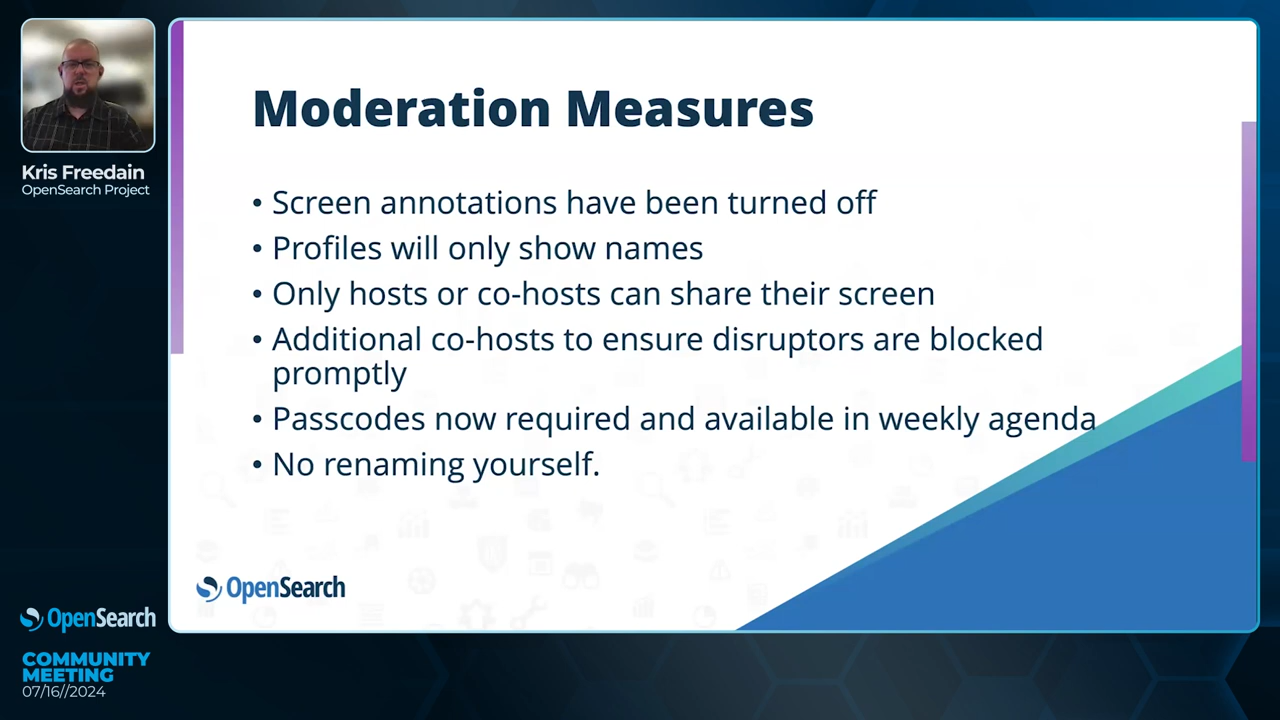 Kris Freedain
OpenSearch Project
Moderation Measures
• Screen annotations have been turned off
• Profiles will only show names
• Only hosts or co-hosts can share their screen
• Additional co-hosts to ensure disruptors are blocked
promptly
• Passcodes now required and available in weekly agenda
• No renaming yourself.
OpenSearch
OpenSearch
COMMUNITY
MEETING
07/16//2024